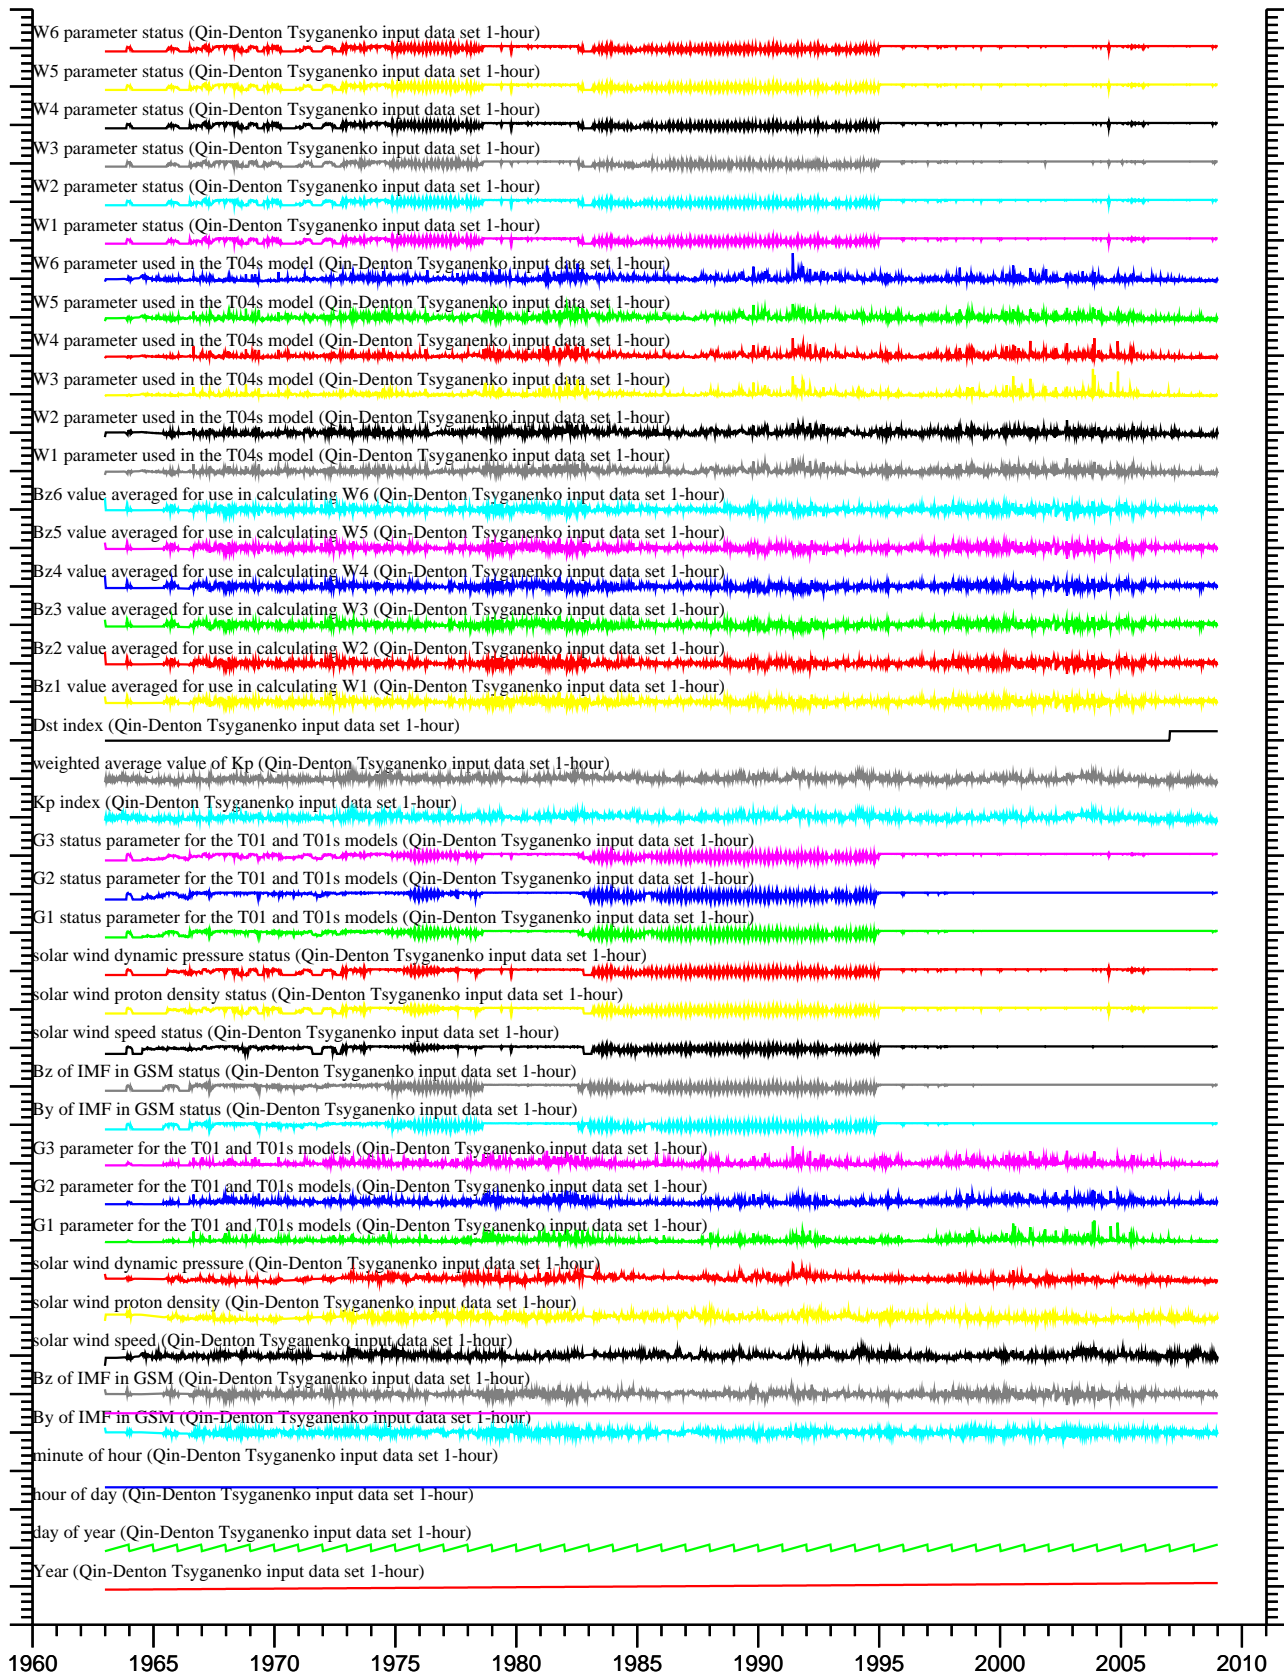 W6 parameter status (Qin-Denton Tsyganenko input data set 1-hour)
W5 parameter status (Qin-Denton Tsyganenko input data set 1-hour)
W4 parameter status (Qin-Denton Tsyganenko input data set 1-hour)
W3 parameter status (Qin-Denton Tsyganenko input data set 1-hour)
W2 parameter status (Qin-Denton Tsyganenko input data set 1-hour)
W1 parameter status (Qin-Denton Tsyganenko input data set 1-hour)
W6 parameter used in the T04s model (Qin-Denton Tsyganenko input data set 1-hour)
W5 parameter used in the T04s model (Qin-Denton Tsyganenko input data set 1-hour)
W4 parameter used in the T04s model (Qin-Denton Tsyganenko input data set 1-hour)
W3 parameter used in the T04s model (Qin-Denton Tsyganenko input data set 1-hour)
W2 parameter used in the T04s model (Qin-Denton Tsyganenko input data set 1-hour)
W1 parameter used in the T04s model (Qin-Denton Tsyganenko input data set 1-hour)
Bz6 value averaged for use in calculating W6 (Qin-Denton Tsyganenko input data set 1-hour)
Bz5 value averaged for use in calculating W5 (Qin-Denton Tsyganenko input data set 1-hour)
Bz4 value averaged for use in calculating W4 (Qin-Denton Tsyganenko input data set 1-hour)
Bz3 value averaged for use in calculating W3 (Qin-Denton Tsyganenko input data set 1-hour)
Bz2 value averaged for use in calculating W2 (Qin-Denton Tsyganenko input data set 1-hour)
Bz1 value averaged for use in calculating W1 (Qin-Denton Tsyganenko input data set 1-hour)
Dst index (Qin-Denton Tsyganenko input data set 1-hour)
weighted average value of Kp (Qin-Denton Tsyganenko input data set 1-hour)
Kp index (Qin-Denton Tsyganenko input data set 1-hour)
G3 status parameter for the T01 and T01s models (Qin-Denton Tsyganenko input data set 1-hour)
G2 status parameter for the T01 and T01s models (Qin-Denton Tsyganenko input data set 1-hour)
G1 status parameter for the T01 and T01s models (Qin-Denton Tsyganenko input data set 1-hour)
solar wind dynamic pressure status (Qin-Denton Tsyganenko input data set 1-hour)
solar wind proton density status (Qin-Denton Tsyganenko input data set 1-hour)
solar wind speed status (Qin-Denton Tsyganenko input data set 1-hour)
Bz of IMF in GSM status (Qin-Denton Tsyganenko input data set 1-hour)
By of IMF in GSM status (Qin-Denton Tsyganenko input data set 1-hour)
G3 parameter for the T01 and T01s models (Qin-Denton Tsyganenko input data set 1-hour)
G2 parameter for the T01 and T01s models (Qin-Denton Tsyganenko input data set 1-hour)
G1 parameter for the T01 and T01s models (Qin-Denton Tsyganenko input data set 1-hour)
solar wind dynamic pressure (Qin-Denton Tsyganenko input data set 1-hour)
solar wind proton density (Qin-Denton Tsyganenko input data set 1-hour)
solar wind speed (Qin-Denton Tsyganenko input data set 1-hour)
Bz of IMF in GSM (Qin-Denton Tsyganenko input data set 1-hour)
By of IMF in GSM (Qin-Denton Tsyganenko input data set 1-hour)
minute of hour (Qin-Denton Tsyganenko input data set 1-hour)
hour of day (Qin-Denton Tsyganenko input data set 1-hour)
day of year (Qin-Denton Tsyganenko input data set 1-hour)
Year (Qin-Denton Tsyganenko input data set 1-hour)
1960 1965 1970 1975 1980 1985 1990 1995 2000 2005 2010